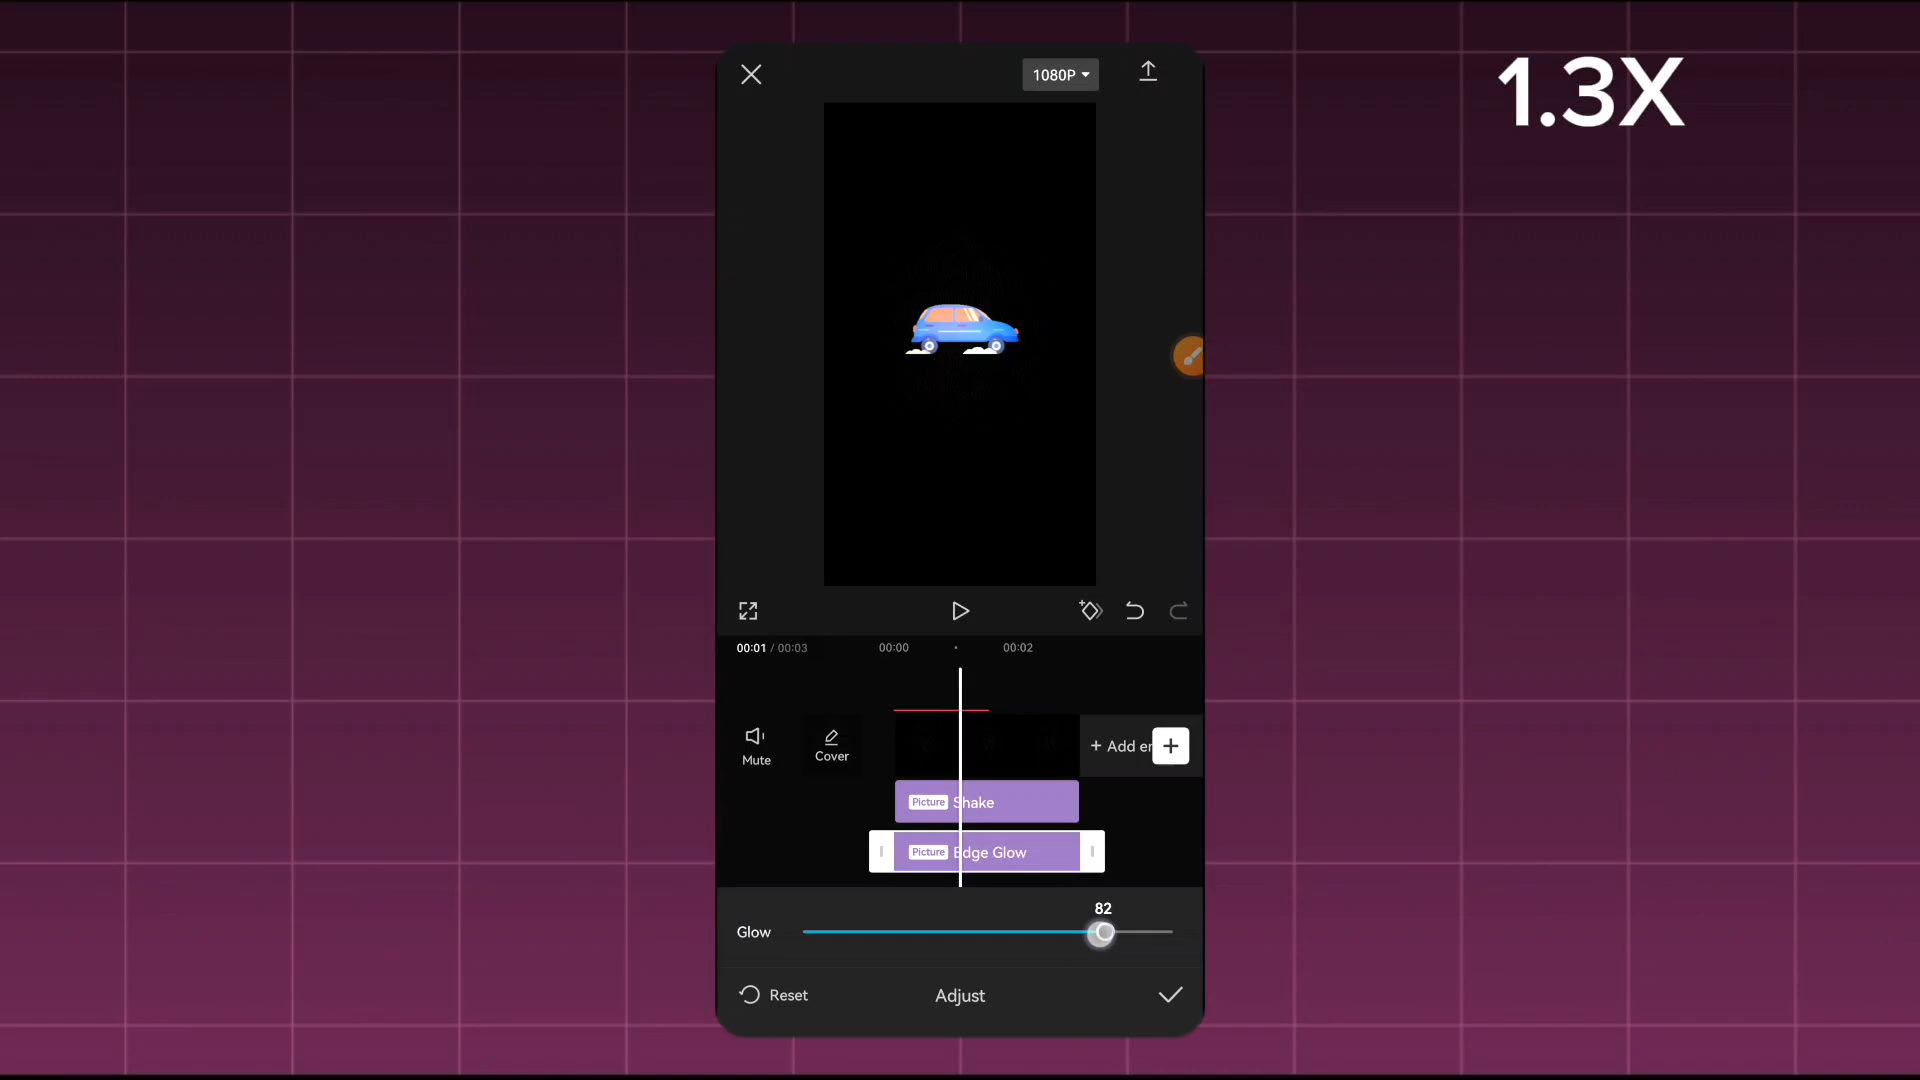 1.3X
1080P
00:01 / 00:03
00:00
00:02
Mute
Cover
+ Add er
Picture Shake
Picture Edge Glow
82
Glow
Reset
Adjust